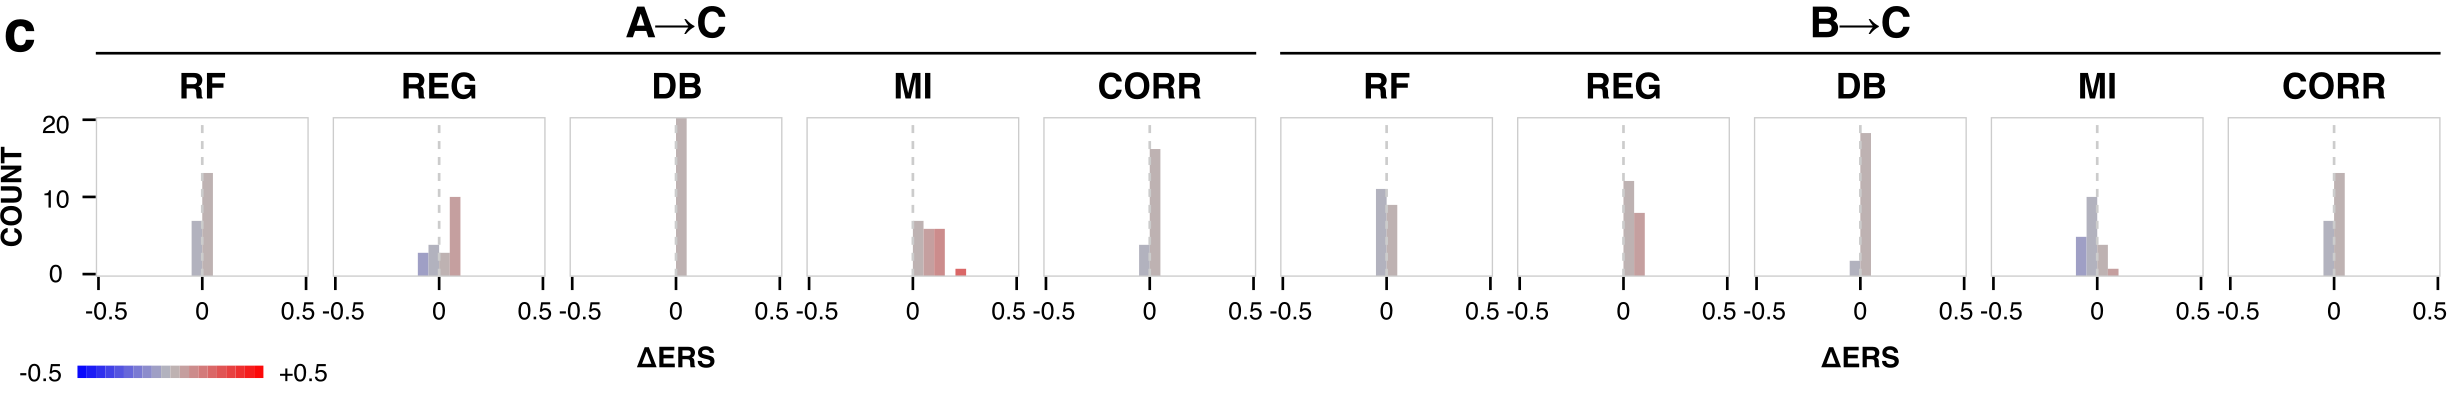 c
A→C B→C
RF REG DB MI CORR RF REG DB MI CORR
COUNT
20
10
0
-0.5 0 0.5 -0.5 0 0.5 -0.5 0 0.5 -0.5 0 0.5 -0.5 0 0.5 -0.5 0 0.5 -0.5 0 0.5 -0.5 0 0.5 -0.5 0 0.5 -0.5 0 0.5
ΔERS ΔERS
-0.5 +0.5